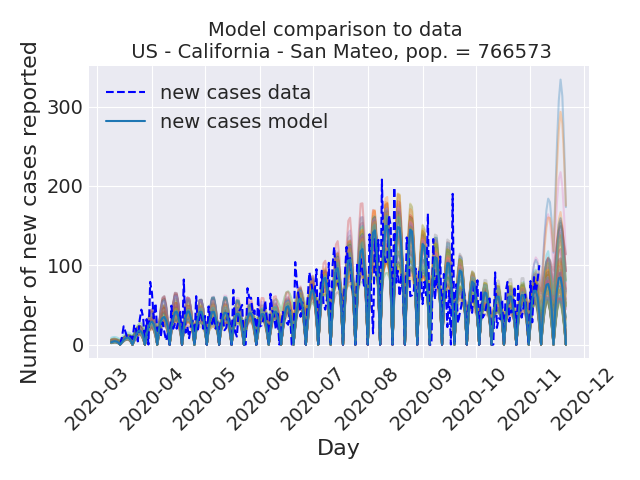 Model comparison to data
US - California - San Mateo, pop. = 766573
Number of new cases reported
300
200
100
0
new cases data
new cases model
2020-03
2020-04
2020-05
2020-06
2020-07
2020-08
2020-09
2020-10
2020-11
2020-12
Day